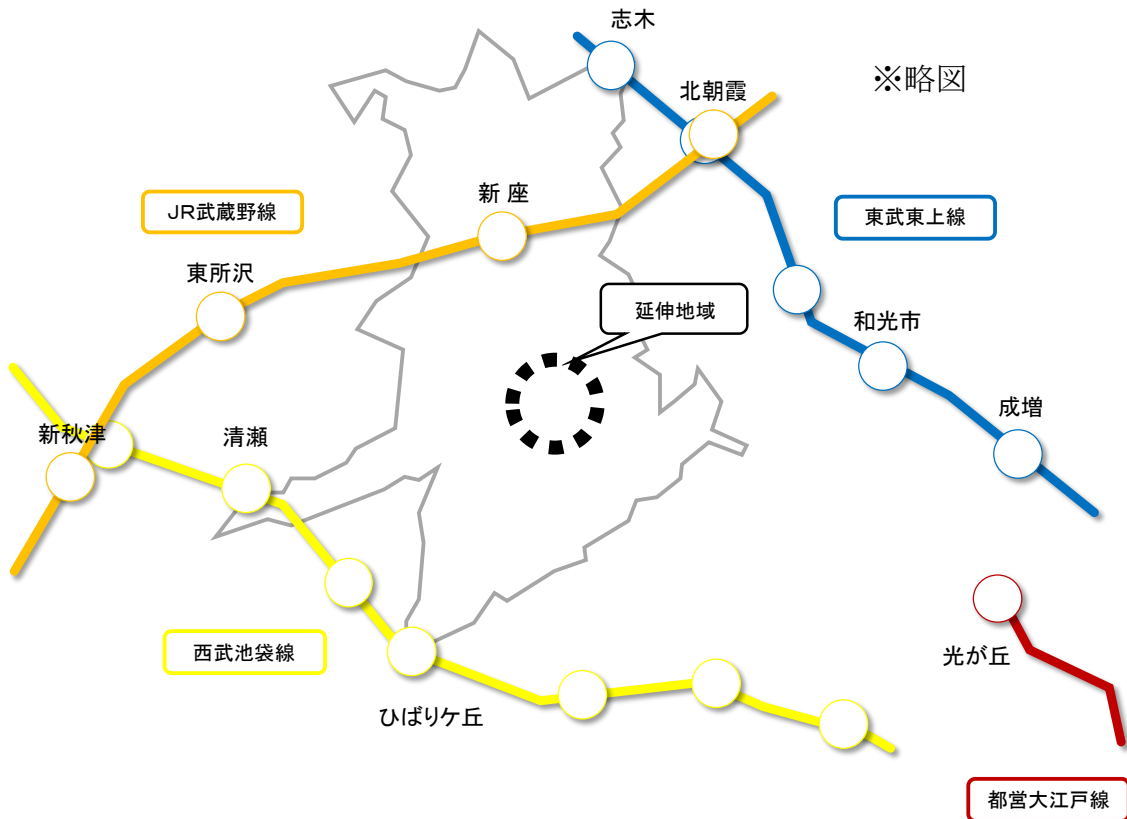 志木
北朝霞
※略図
新 座
JR武蔵野線
東武東上線
東所沢
延伸地域
和光市
成増
新秋津
清瀬
西武池袋線
光が丘
ひばりケ丘
都営大江戸線